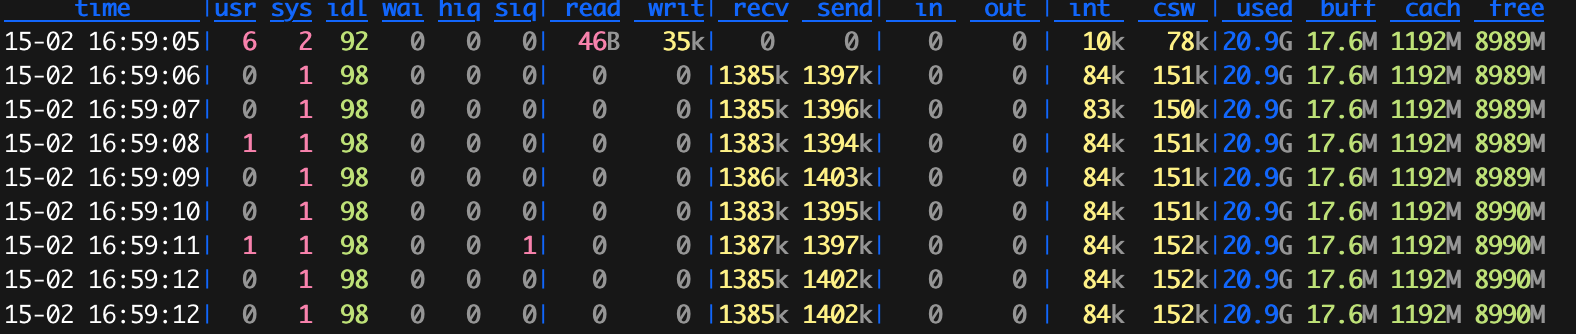 time |usr sys idl wai hiq siq| read writ| recv send| in out | int csw | used buff cach free
15-02 16:59:05| 6 2 92 0 0 0| 46B 35k| 0 0 | 0 0 | 10k 78k|20.9G 17.6M 1192M 8989M
15-02 16:59:06| 0 1 98 0 0 0| 0 0 |1385k 1397k| 0 0 | 84k 151k|20.9G 17.6M 1192M 8989M
15-02 16:59:07| 0 1 98 0 0 0| 0 0 |1385k 1396k| 0 0 | 83k 150k|20.9G 17.6M 1192M 8989M
15-02 16:59:08| 1 1 98 0 0 0| 0 0 |1383k 1394k| 0 0 | 84k 151k|20.9G 17.6M 1192M 8989M
15-02 16:59:09| 0 1 98 0 0 0| 0 0 |1386k 1403k| 0 0 | 84k 151k|20.9G 17.6M 1192M 8989M
15-02 16:59:10| 0 1 98 0 0 0| 0 0 |1383k 1395k| 0 0 | 84k 151k|20.9G 17.6M 1192M 8990M
15-02 16:59:11| 1 1 98 0 0 1| 0 0 |1387k 1397k| 0 0 | 84k 152k|20.9G 17.6M 1192M 8990M
15-02 16:59:12| 0 1 98 0 0 0| 0 0 |1385k 1402k| 0 0 | 84k 152k|20.9G 17.6M 1192M 8990M
15-02 16:59:12| 0 1 98 0 0 0| 0 0 |1385k 1402k| 0 0 | 84k 152k|20.9G 17.6M 1192M 8990M